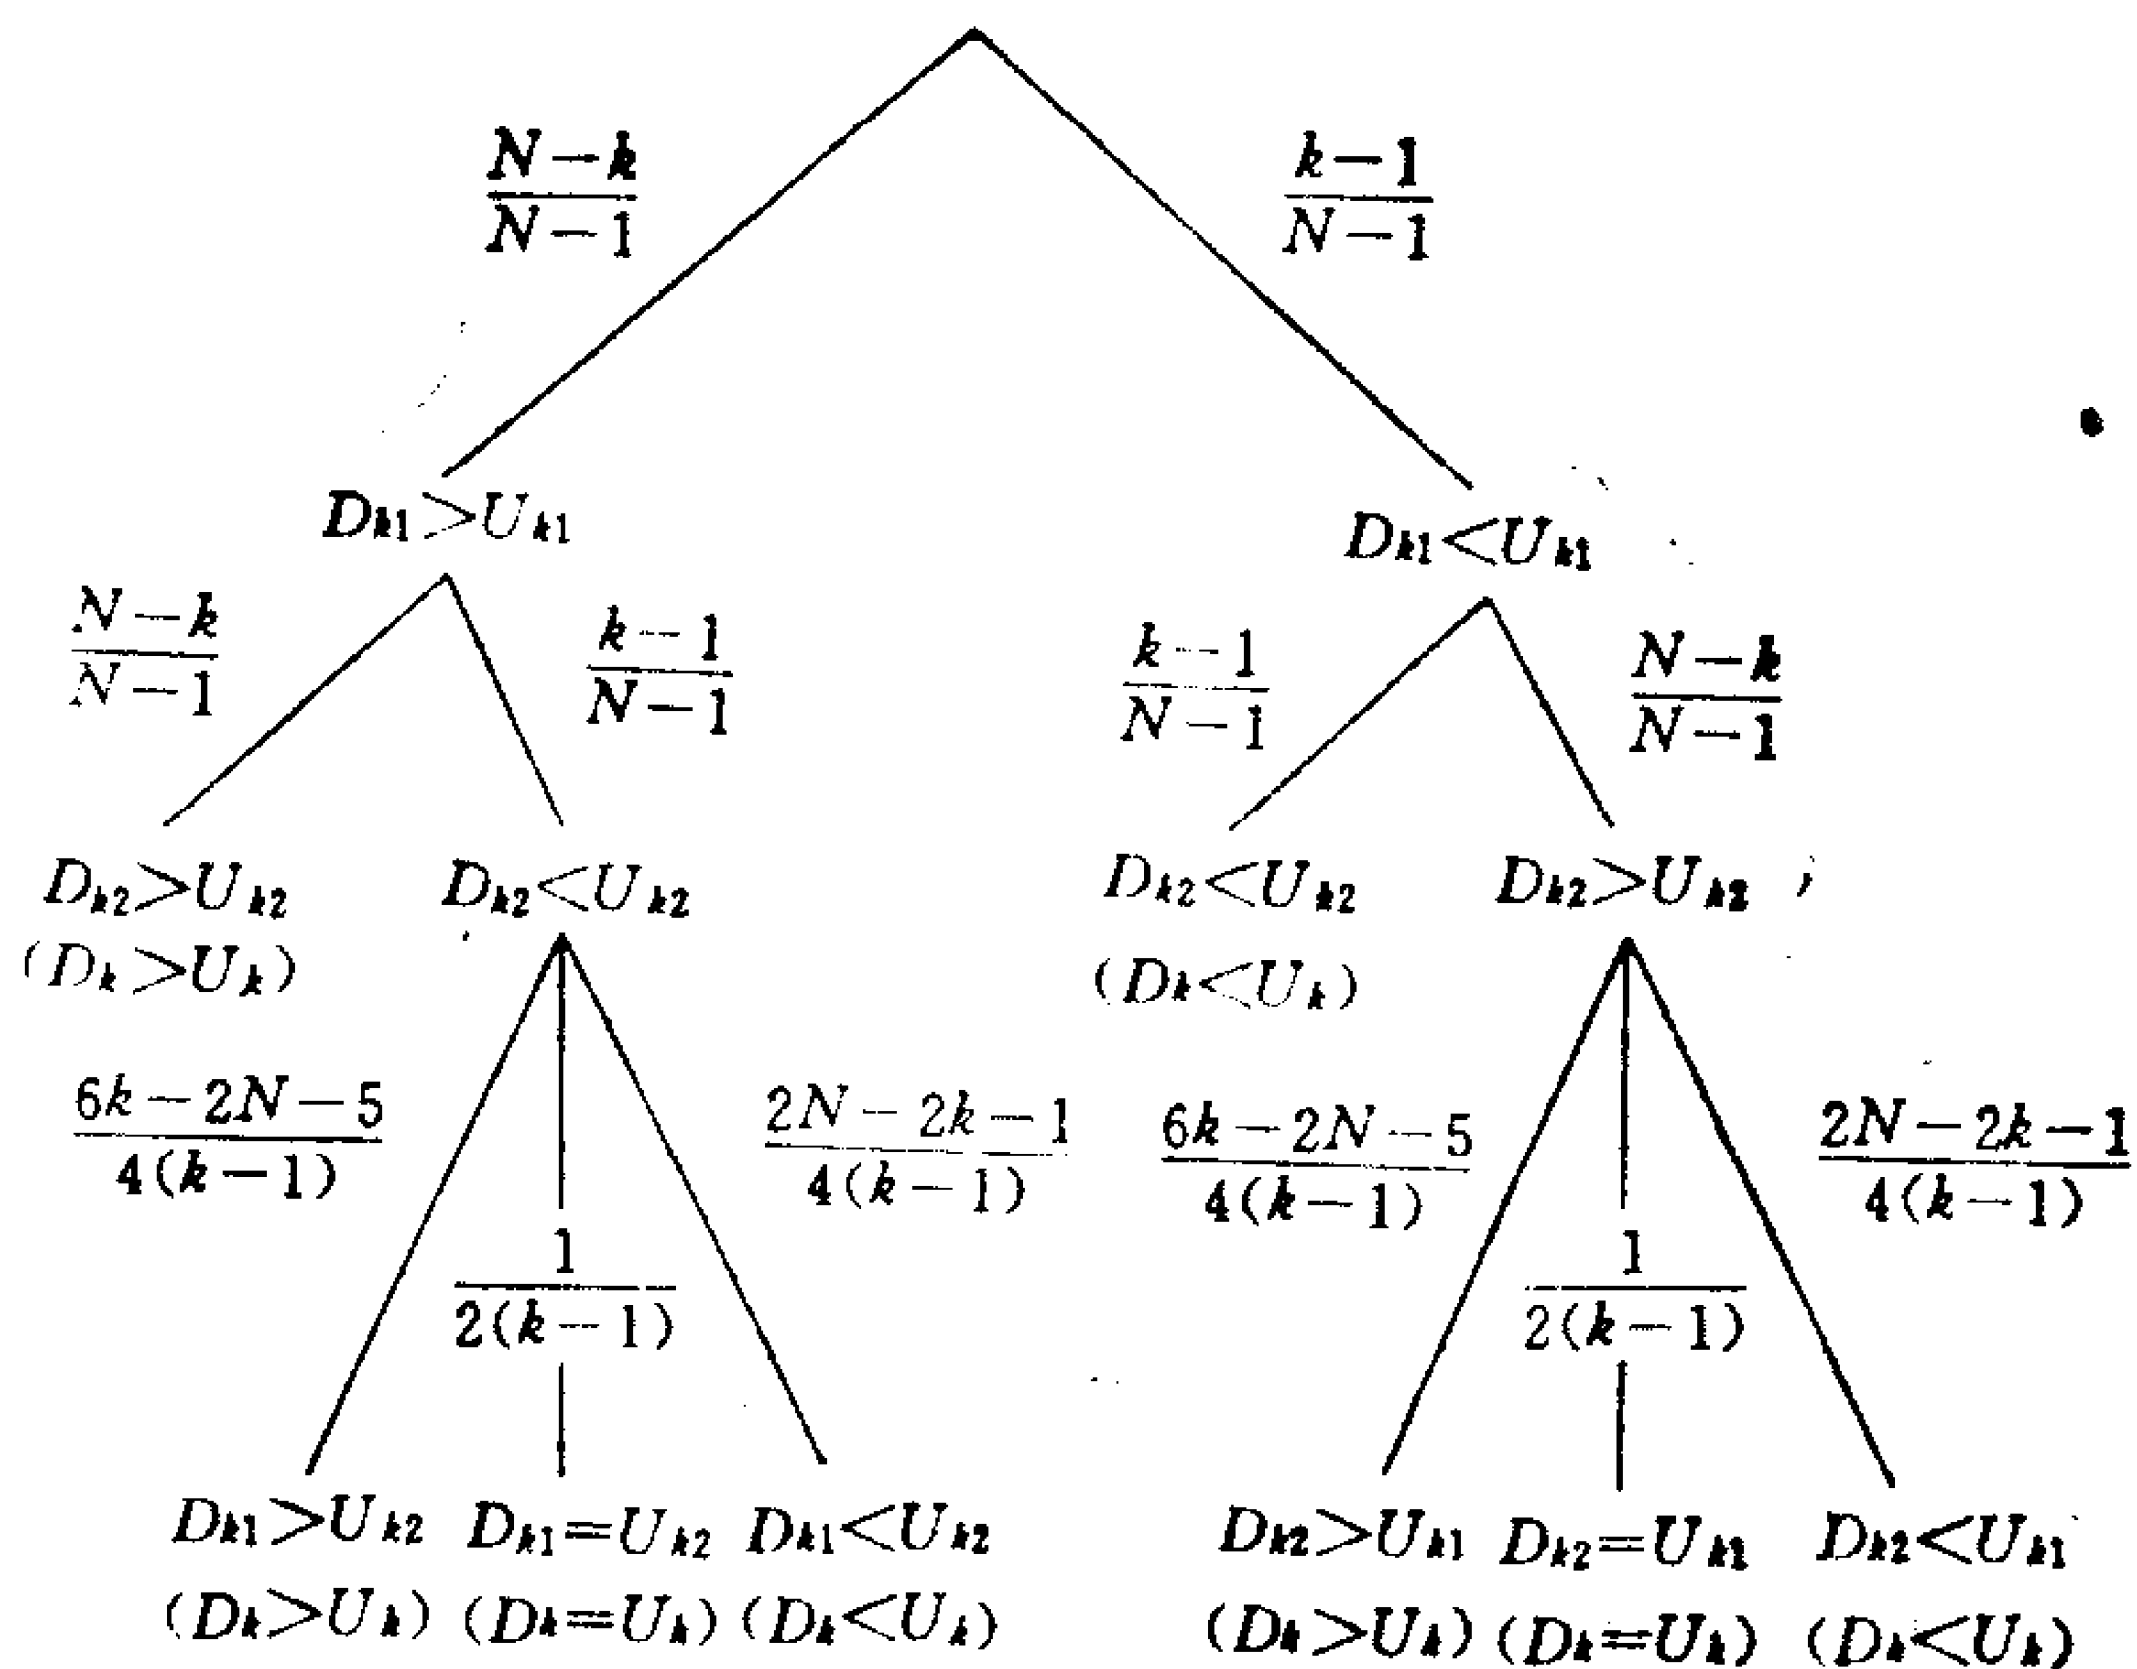 N−k k−1
N−1 N−1
Dk1>Uk1 Dk1<Uk1
N−k k−1 k−1 N−k
N−1 N−1 N−1 N−1
Dk2>Uk2 Dk2<Uk2 Dk2<Uk2 Dk2>Uk2
(Dk>Uk) (Dk<Uk)
6k−2N−5 2N−2k−1 6k−2N−5 2N−2k−1
4(k−1) 4(k−1) 4(k−1) 4(k−1)
1 1
2(k−1) 2(k−1)
Dk1>Uk2 Dk1=Uk2 Dk1<Uk2 Dk2>Uk1 Dk2=Uk1 Dk2<Uk1
(Dk>Uk) (Dk=Uk) (Dk<Uk) (Dk>Uk) (Dk=Uk) (Dk<Uk)